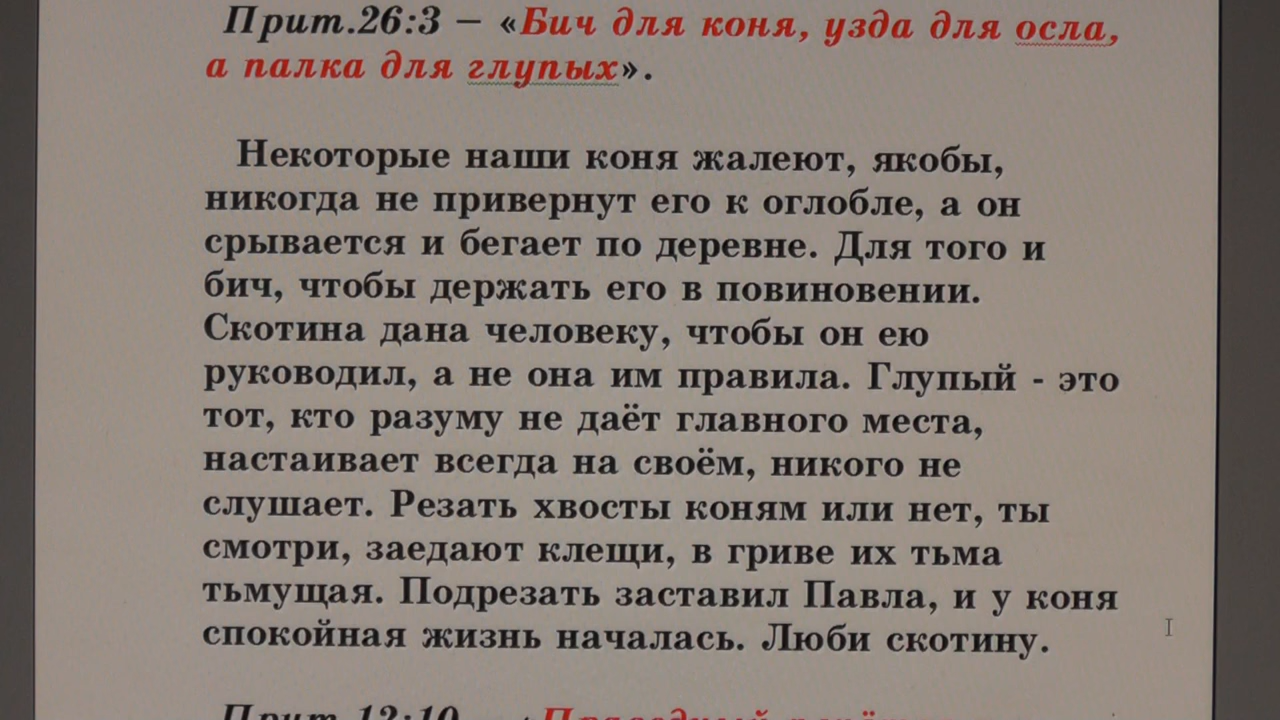 Прит.26:3 – «Бич для коня, узда для осла,
а палка для глупых».
Некоторые наши коня жалеют, якобы,
никогда не привернут его к оглобле, а он
срывается и бегает по деревне. Для того и
бич, чтобы держать его в повиновении.
Скотина дана человеку, чтобы он ею
руководил, а не она им правила. Глупый - это
тот, кто разуму не даёт главного места,
настаивает всегда на своём, никого не
слушает. Резать хвосты коням или нет, ты
смотри, заедают клещи, в гриве их тьма
тьмущая. Подрезать заставил Павла, и у коня
спокойная жизнь началась. Люби скотину.
Прит.12:10 – «Праведный